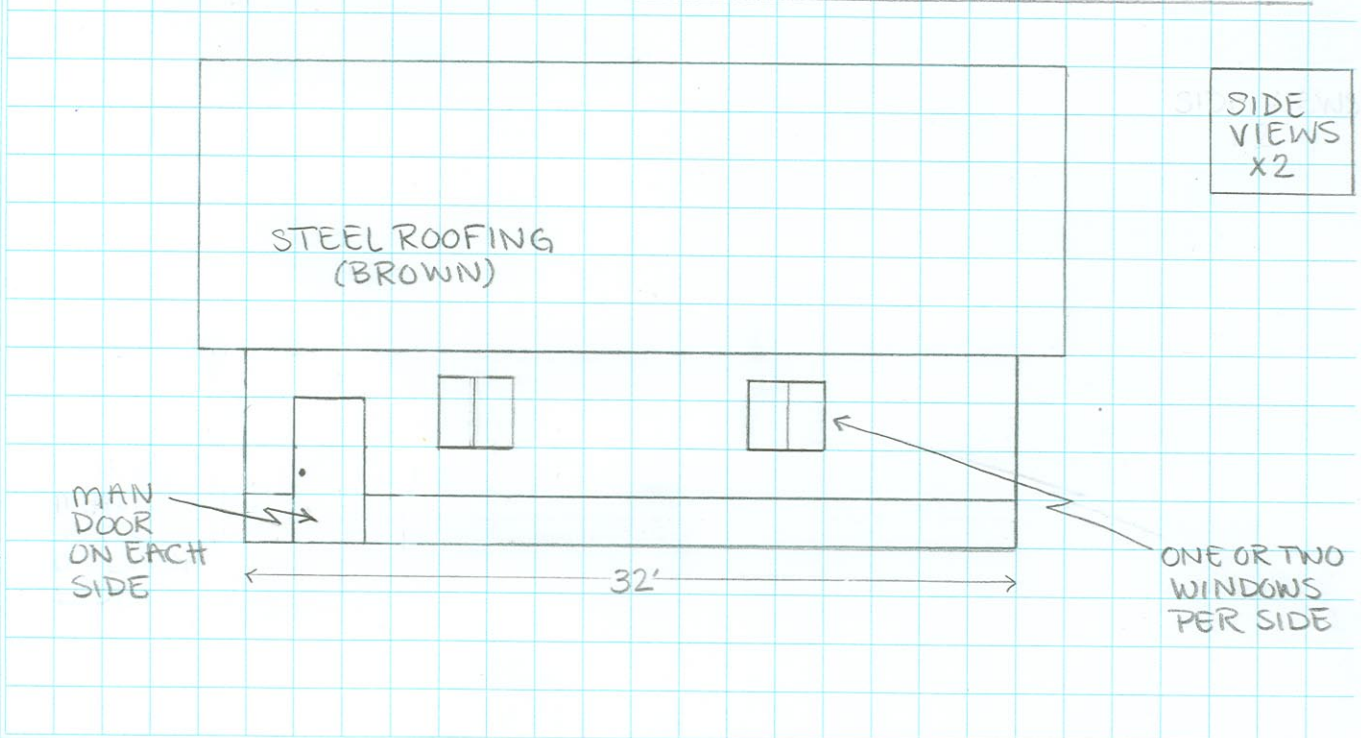 SIDE
VIEWS
X2
STEEL ROOFING
(BROWN)
MAN
DOOR
ON EACH
SIDE
32'
ONE OR TWO
WINDOWS
PER SIDE